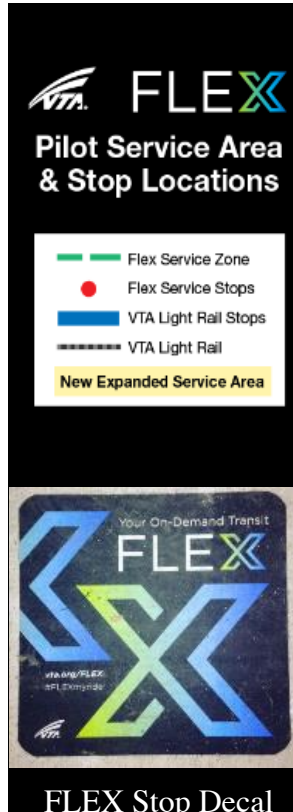 VTA. FLEX
Pilot Service Area
& Stop Locations
Flex Service Zone
Flex Service Stops
VTA Light Rail Stops
VTA Light Rail
New Expanded Service Area
Your On-Demand Transit
FLEX
vta.org/FLEX
#FLEXmyride
VTA
FLEX Stop Decal